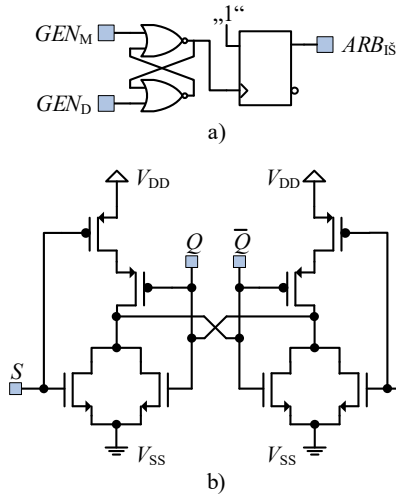 „1“
GEN_M
ARB_IŠ
GEN_D
a)
V_DD
V_DD
Q
Q̅
S
V_SS
V_SS
b)